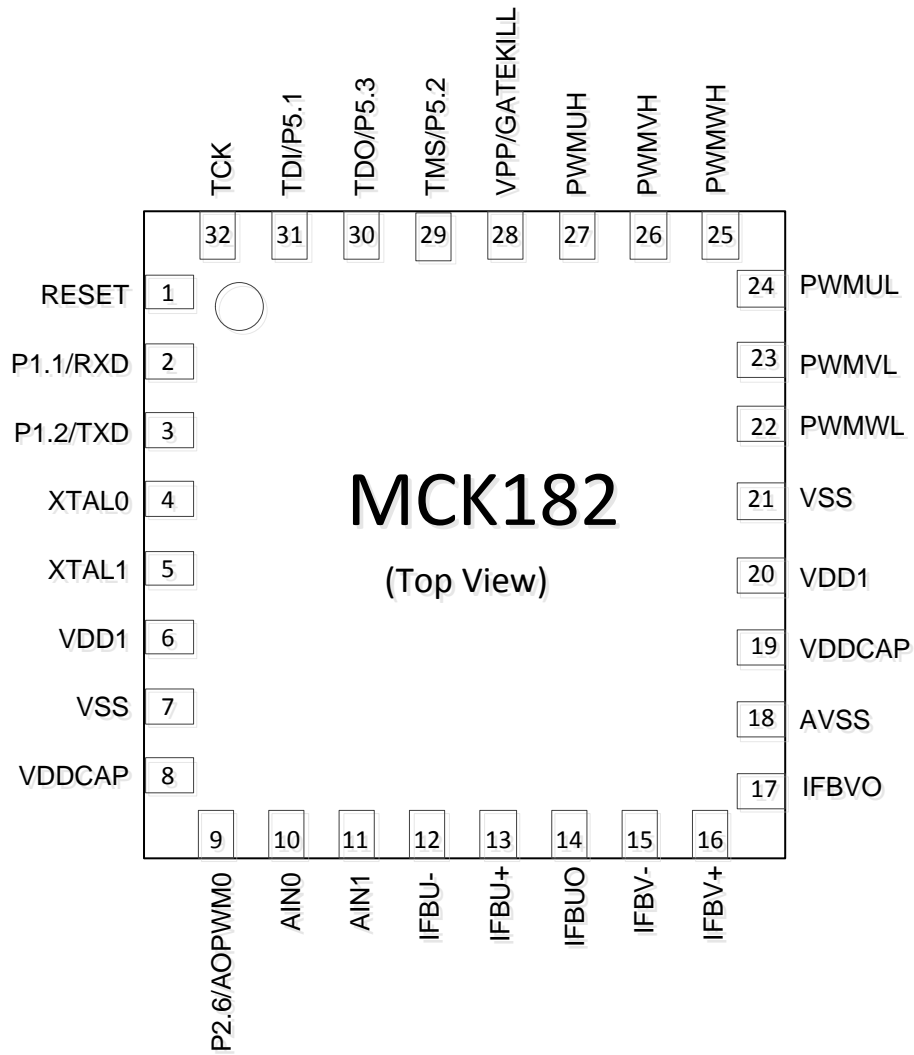 TCK
TDI/P5.1
TDO/P5.3
TMS/P5.2
VPP/GATEKILL
PWMUH
PWMVH
PWMWH
32 31 30 29 28 27 26 25
RESET 1
P1.1/RXD 2
P1.2/TXD 3
XTAL0 4
XTAL1 5
VDD1 6
VSS 7
VDDCAP 8
MCK182
(Top View)
24 PWMUL
23 PWMVL
22 PWMWL
21 VSS
20 VDD1
19 VDDCAP
18 AVSS
17 IFBVO
9 10 11 12 13 14 15 16
P2.6/AOPWM0
AIN0
AIN1
IFBU-
IFBU+
IFBUO
IFBV-
IFBV+